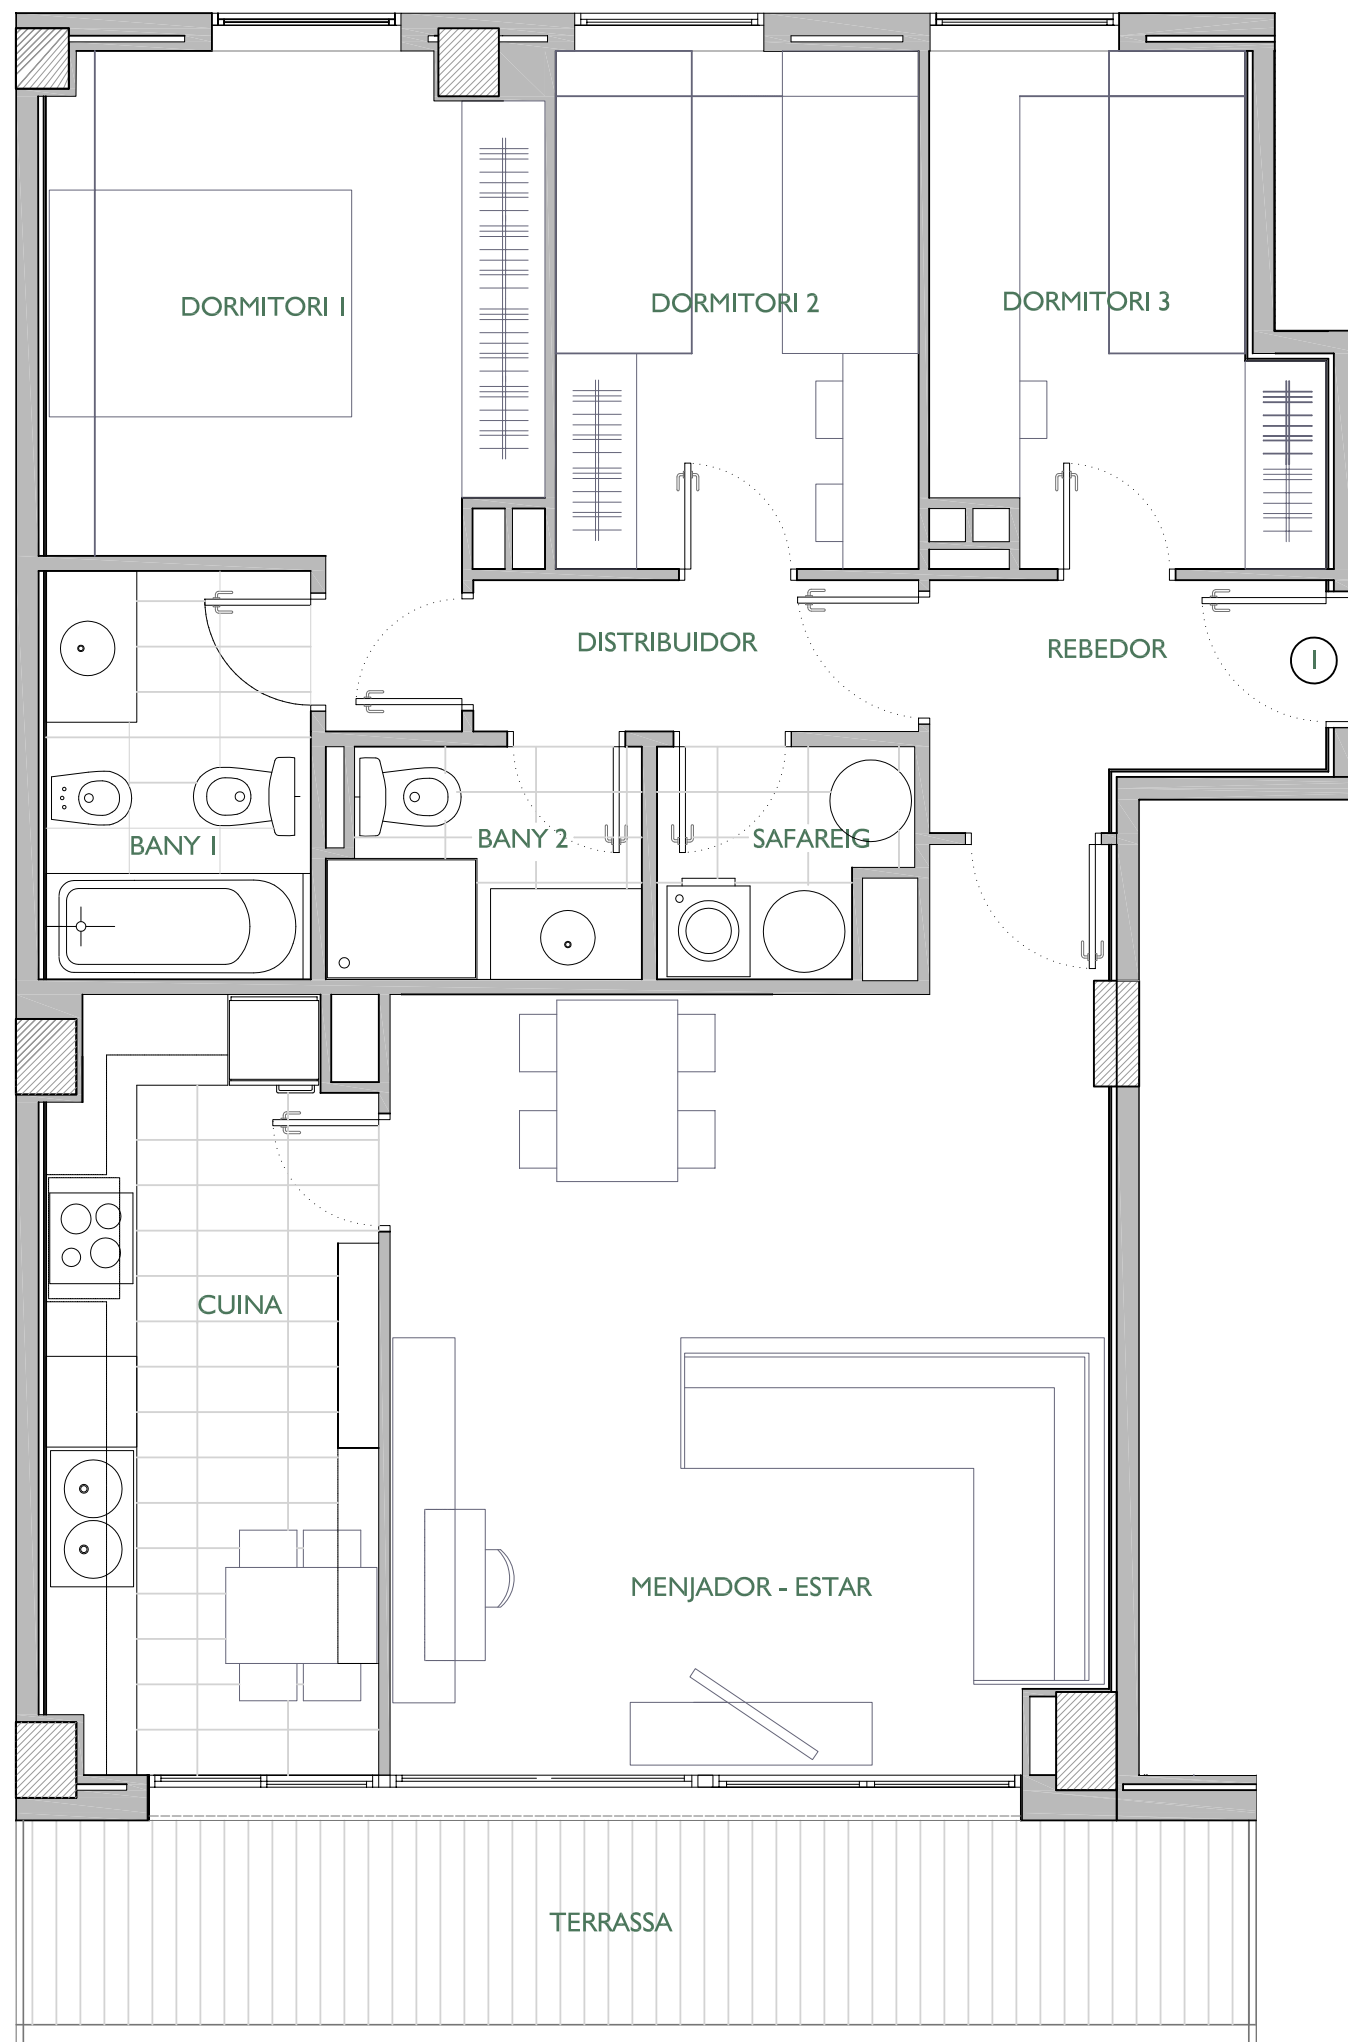 DORMITORI 1
DORMITORI 2
DORMITORI 3
DISTRIBUIDOR
REBEDOR
1
BANY 1
BANY 2
SAFAREIG
CUINA
MENJADOR - ESTAR
TERRASSA